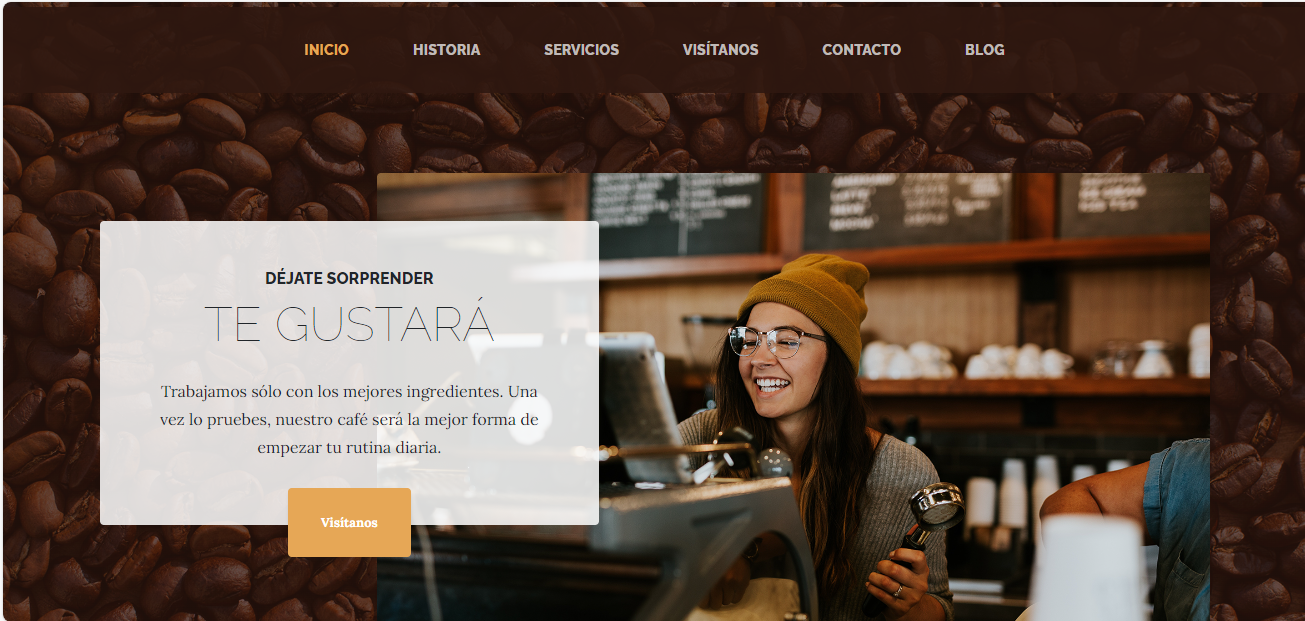 INICIO HISTORIA SERVICIOS VISÍTANOS CONTACTO BLOG
DÉJATE SORPRENDER
TE GUSTARÁ
Trabajamos sólo con los mejores ingredientes. Una
vez lo pruebes, nuestro café será la mejor forma de
empezar tu rutina diaria.
Visítanos